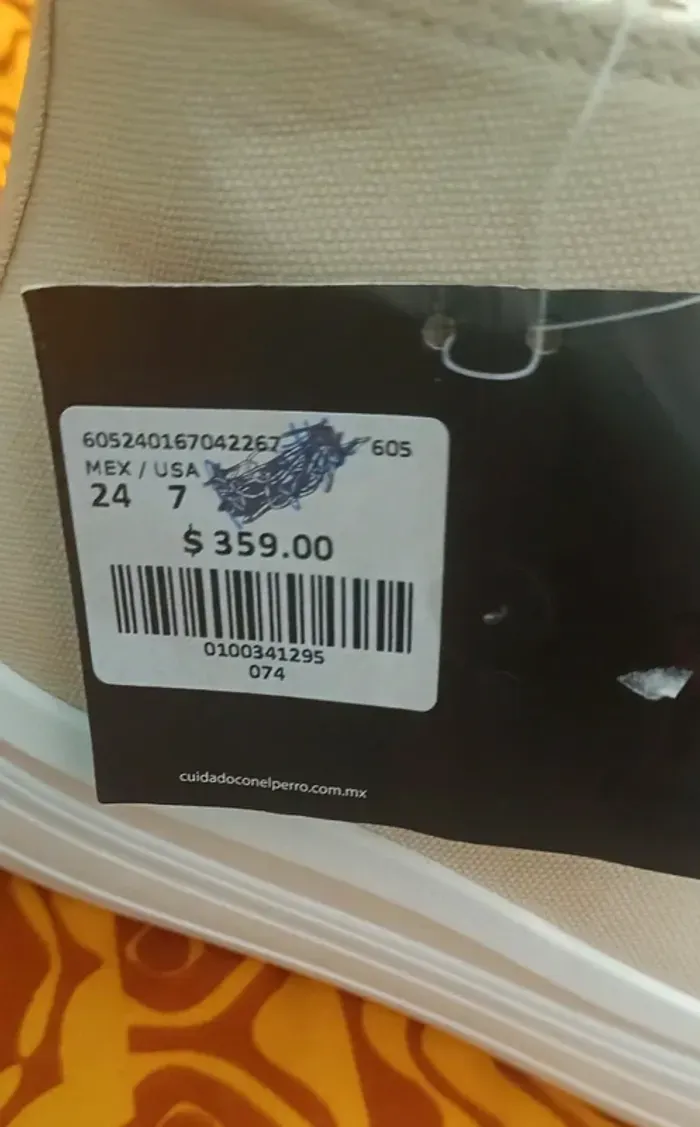 605240167042267 605
MEX / USA
24 7
$ 359.00
0100341295
074
cuidadoconelperro.com.mx